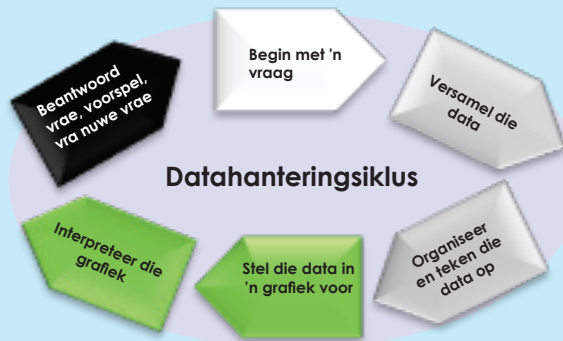 Begin met 'n
vraag
Versamel die
data
Organiseer
en teken die
data op
Stel die data in
'n grafiek voor
Interpreteer die
grafiek
Beantwoord
vrae, voorspel,
vra nuwe vrae
Datahanteringsiklus